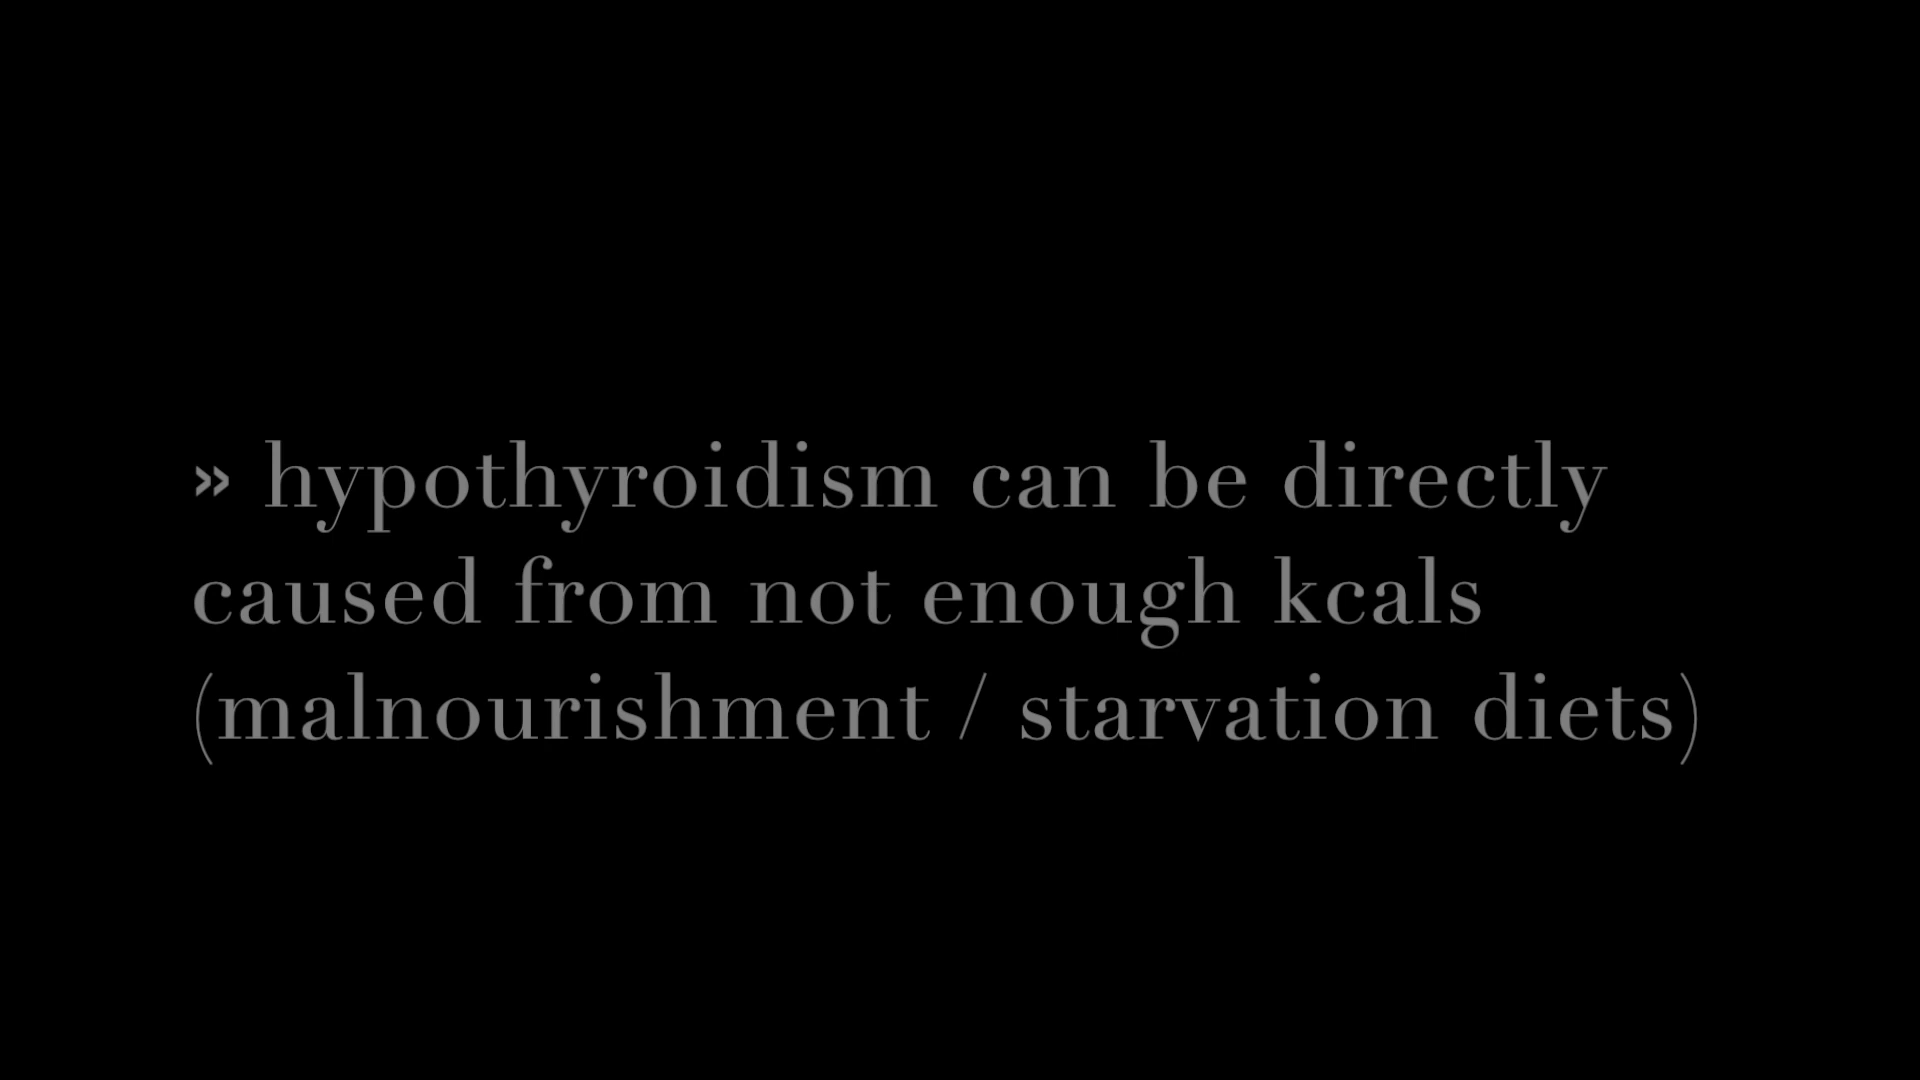 » hypothyroidism can be directly
caused from not enough kcals
(malnourishment / starvation diets)